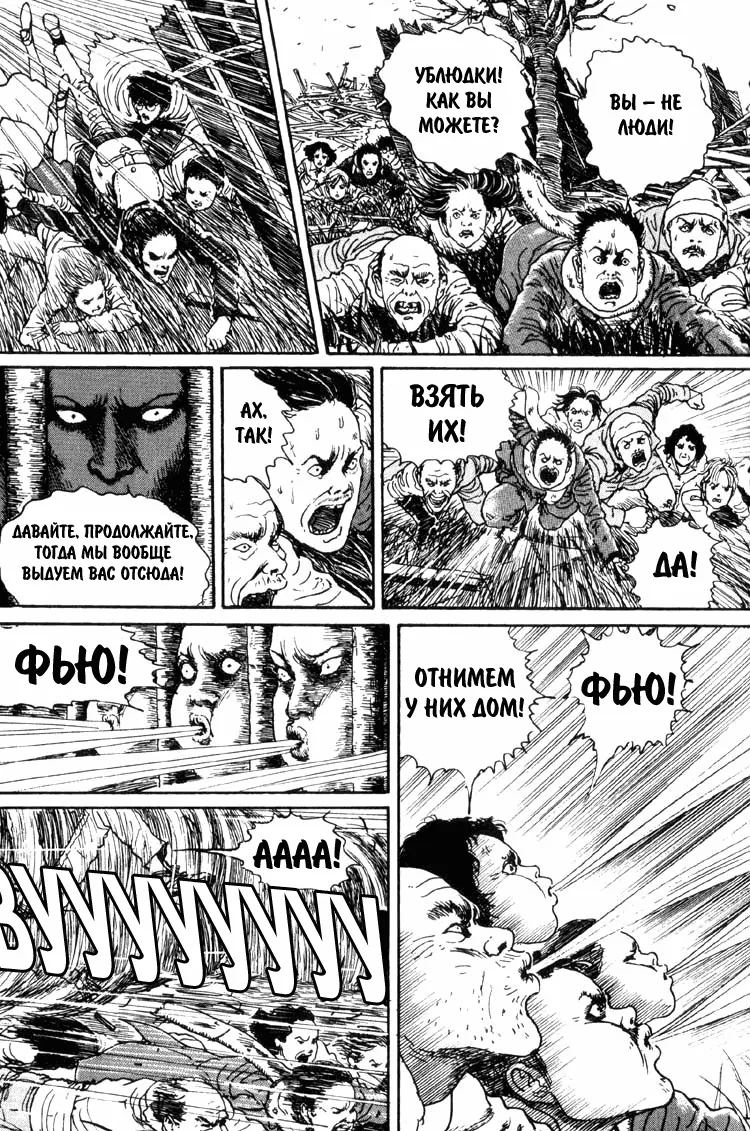 УБЛЮДКИ!
КАК ВЫ
МОЖЕТЕ?
ВЫ – НЕ
ЛЮДИ!
ДАВАЙТЕ, ПРОДОЛЖАЙТЕ,
ТОГДА МЫ ВООБЩЕ
ВЫДУЕМ ВАС ОТСЮДА!
АХ,
ТАК!
ВЗЯТЬ
ИХ!
ДА!
ФЬЮ!
ОТНИМЕМ
У НИХ ДОМ!
ФЬЮ!
АААА!
ВУУУУУУУУ